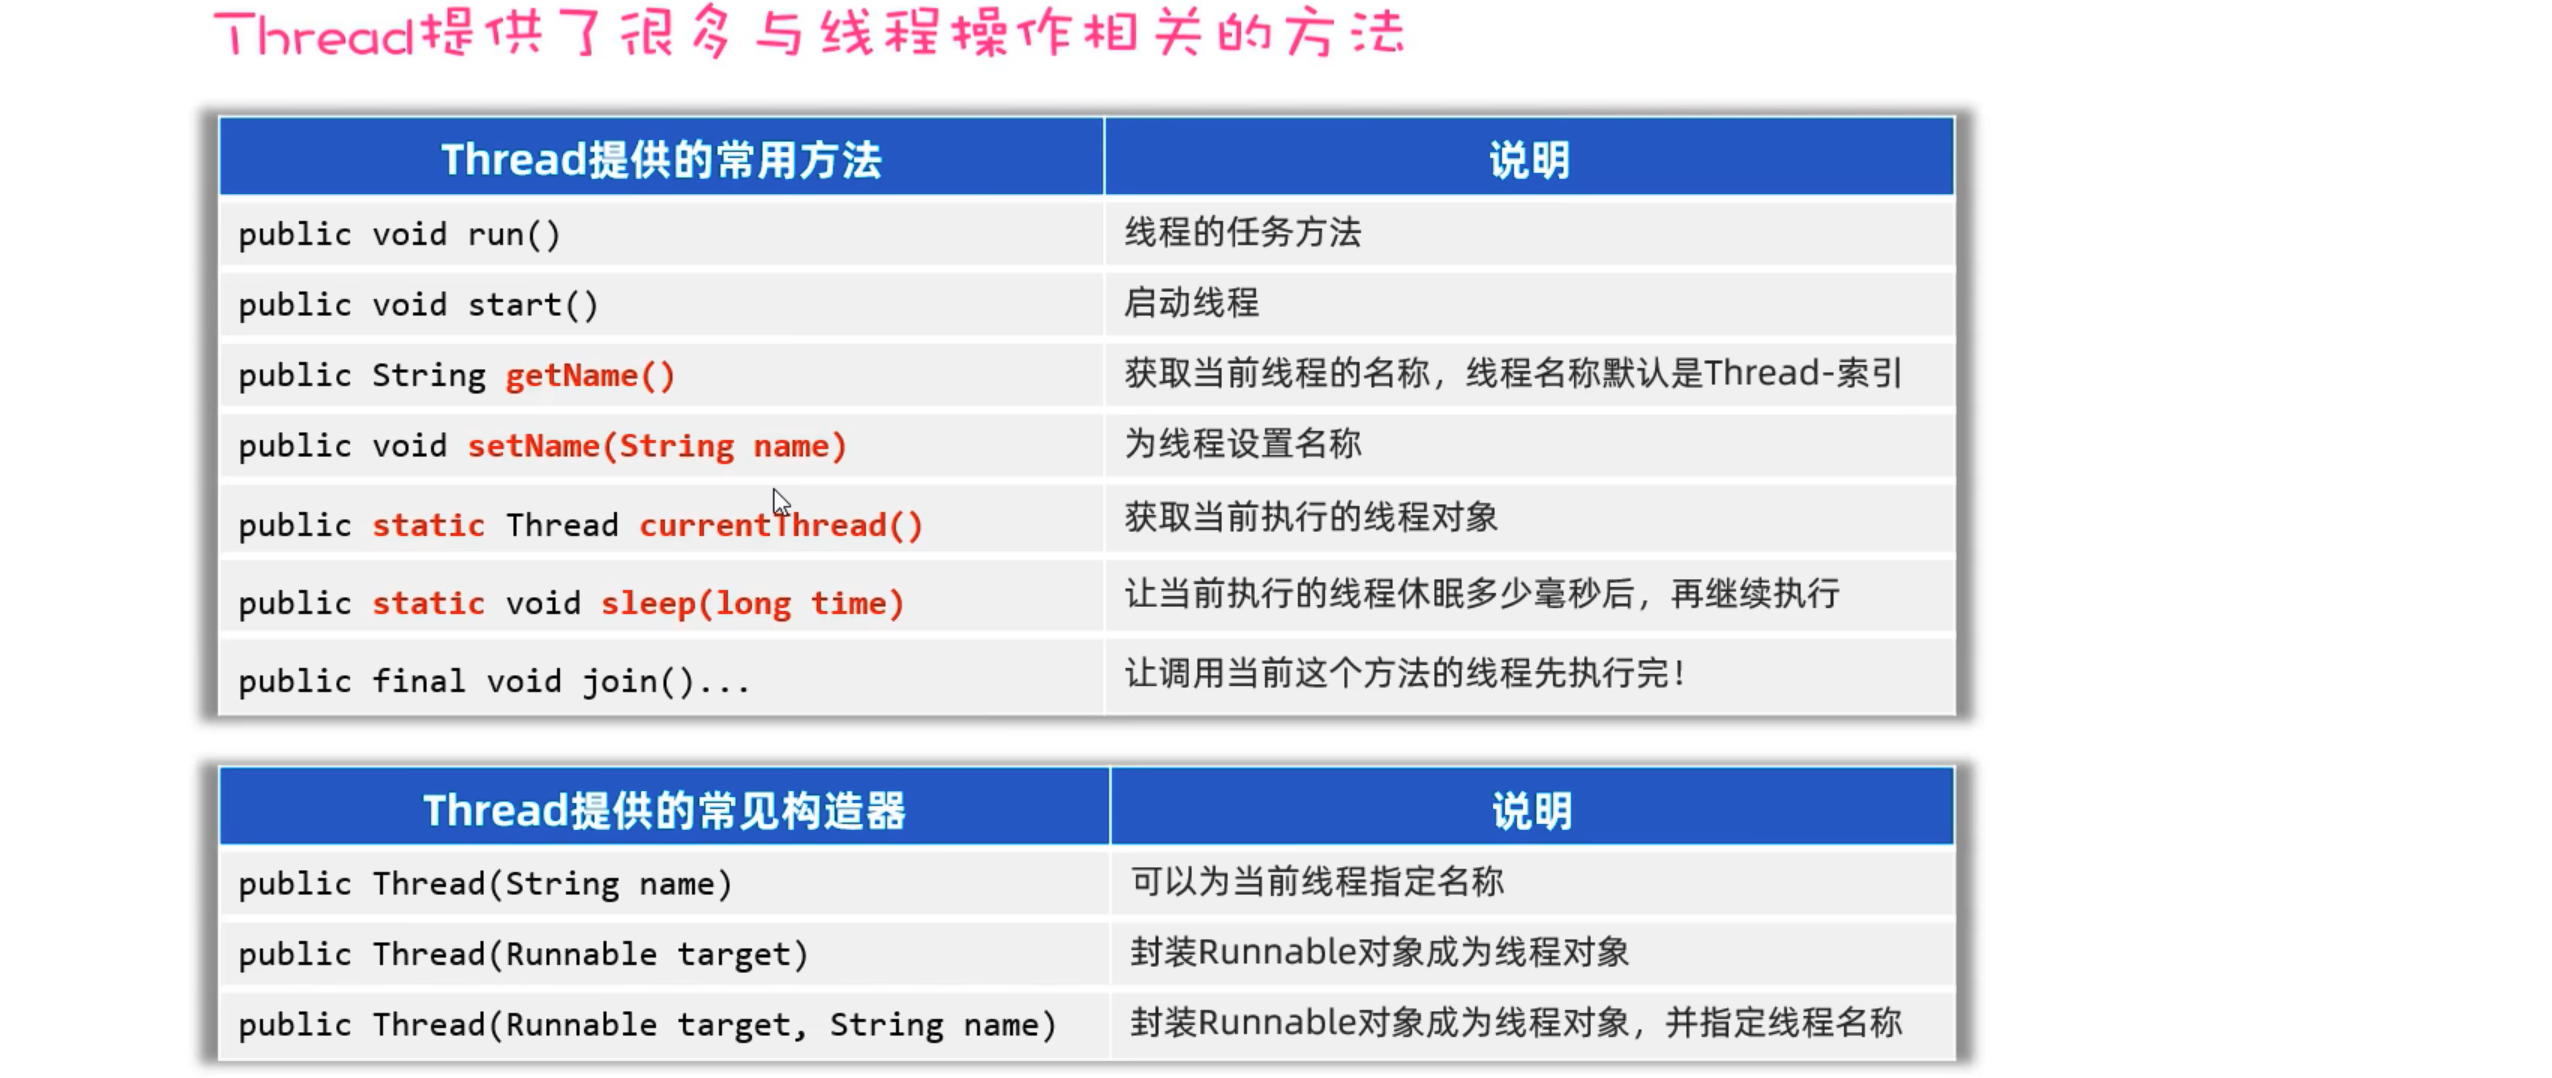 Thread提供了很多与线程操作相关的方法
Thread提供的常用方法 说明
public void run() 线程的任务方法
public void start() 启动线程
public String getName() 获取当前线程的名称，线程名称默认是Thread-索引
public void setName(String name) 为线程设置名称
public static Thread currentThread() 获取当前执行的线程对象
public static void sleep(long time) 让当前执行的线程休眠多少毫秒后，再继续执行
public final void join()... 让调用当前这个方法的线程先执行完！
Thread提供的常见构造器 说明
public Thread(String name) 可以为当前线程指定名称
public Thread(Runnable target) 封装Runnable对象成为线程对象
public Thread(Runnable target, String name) 封装Runnable对象成为线程对象，并指定线程名称